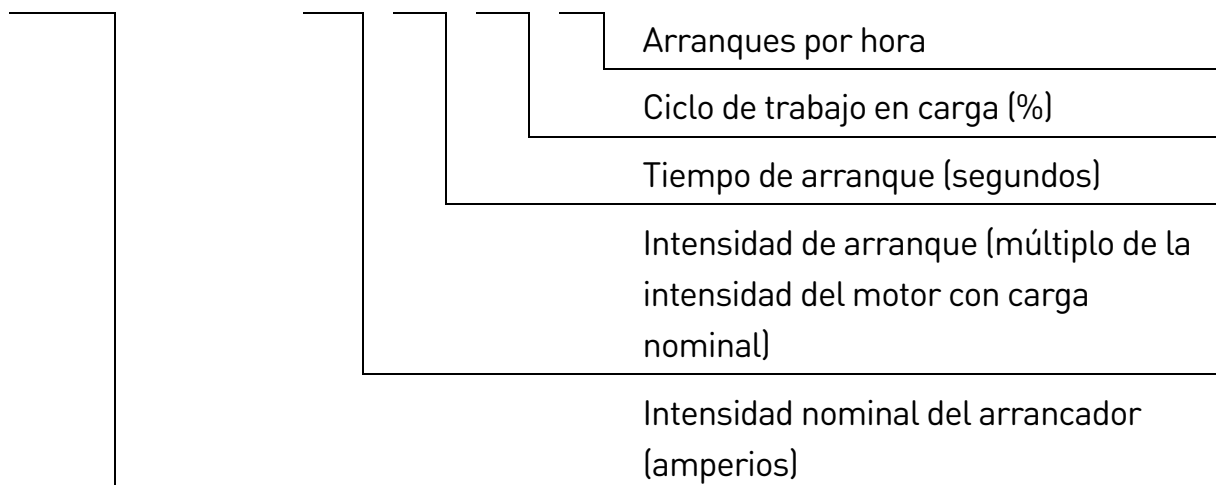 Arranques por hora
Ciclo de trabajo en carga (%)
Tiempo de arranque (segundos)
Intensidad de arranque (múltiplo de la
intensidad del motor con carga
nominal)
Intensidad nominal del arrancador
(amperios)